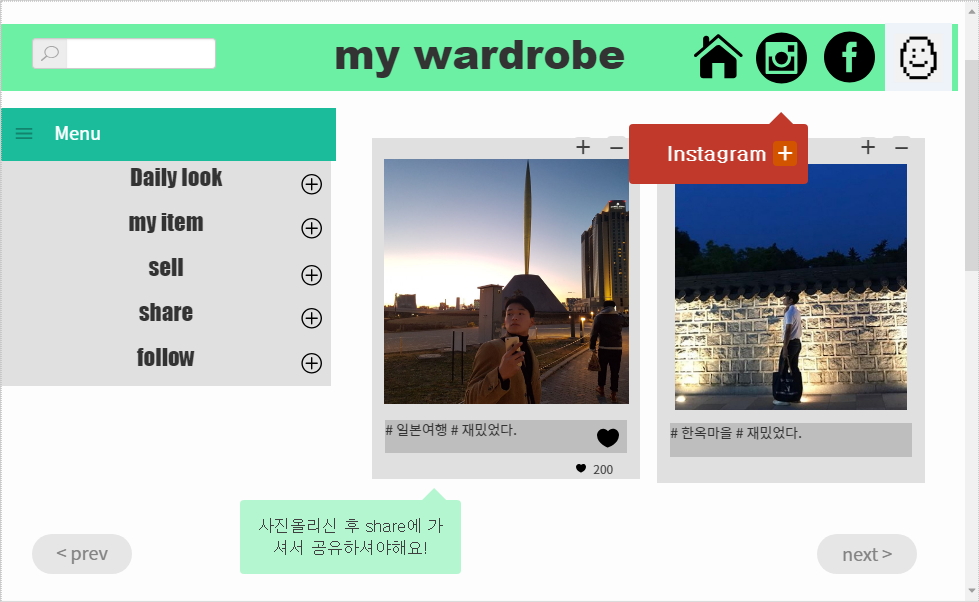 my wardrobe
f
Menu
Daily look
my item
sell
share
follow
+ −
Instagram +
+ −
# 일본여행 # 재밌었다.
200
# 한옥마을 # 재밌었다.
사진올리신 후 share에 가
셔서 공유하셔야해요!
< prev
next >